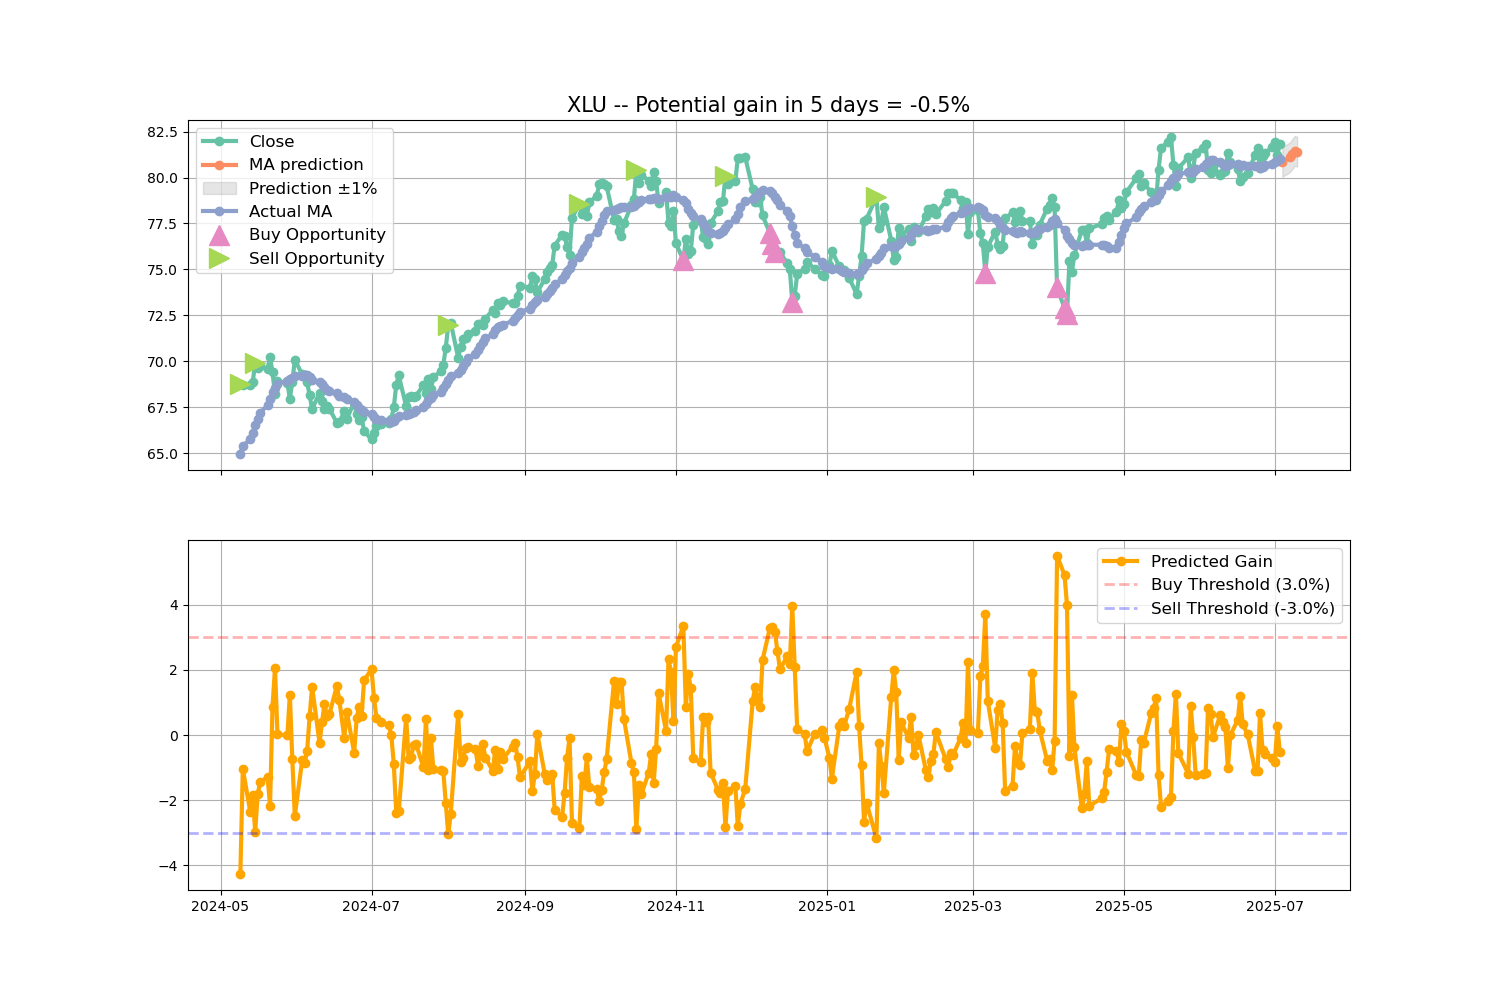 XLU -- Potential gain in 5 days = -0.5%
82.5
80.0
77.5
75.0
72.5
70.0
67.5
65.0
Close
MA prediction
Prediction ±1%
Actual MA
Buy Opportunity
Sell Opportunity
4
2
0
−2
−4
Predicted Gain
Buy Threshold (3.0%)
Sell Threshold (-3.0%)
2024-05
2024-07
2024-09
2024-11
2025-01
2025-03
2025-05
2025-07